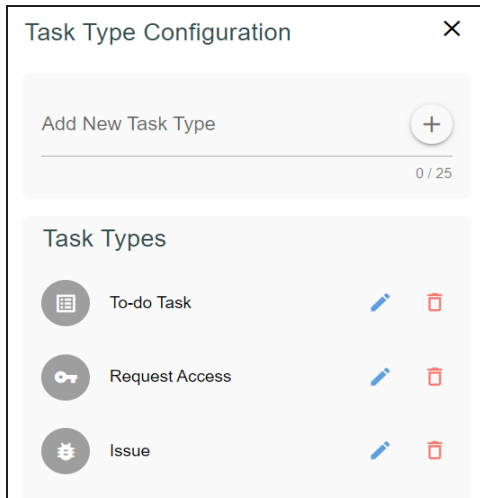 Task Type Configuration
Add New Task Type
0 / 25
Task Types
To-do Task
Request Access
Issue